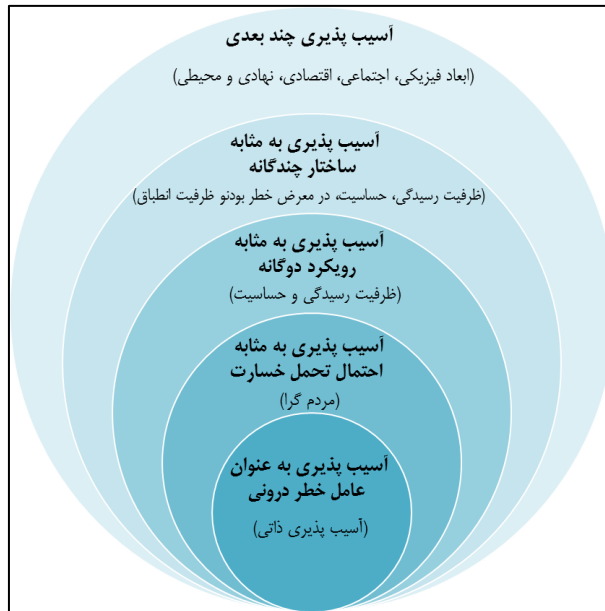 آسیب پذیری چند بعدی
(ابعاد فیزیکی، اجتماعی، اقتصادی، نهادی و محیطی)
آسیب پذیری به مثابه
ساختار چندگانه
(ظرفیت رسیدگی، حساسیت، در معرض خطر بودنو ظرفیت انطباق)
آسیب پذیری به مثابه
رویکرد دوگانه
(ظرفیت رسیدگی و حساسیت)
آسیب پذیری به مثابه
احتمال تحمل خسارت
(مردم گرا)
آسیب پذیری به عنوان
عامل خطر درونی
(آسیب پذیری ذاتی)